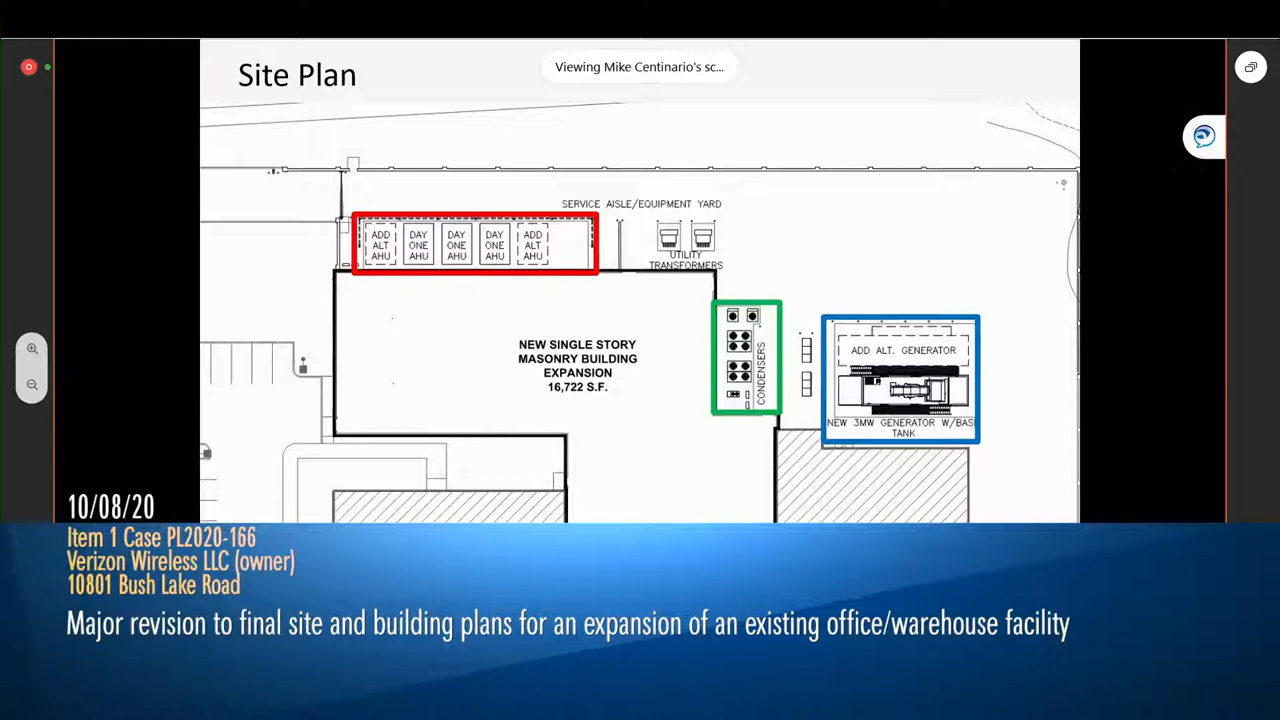 Site Plan
Viewing Mike Centinario's sc...
SERVICE AISLE/EQUIPMENT YARD
ADD ALT AHU
DAY ONE AHU
DAY ONE AHU
DAY ONE AHU
ADD ALT AHU
UTILITY
TRANSFORMERS
NEW SINGLE STORY
MASONRY BUILDING
EXPANSION
16,722 S.F.
CONDENSERS
ADD ALT. GENERATOR
NEW 3MW GENERATOR W/BAS
TANK
10/08/20
Item 1 Case PL2020-166
Verizon Wireless LLC (owner)
10801 Bush Lake Road
Major revision to final site and building plans for an expansion of an existing office/warehouse facility